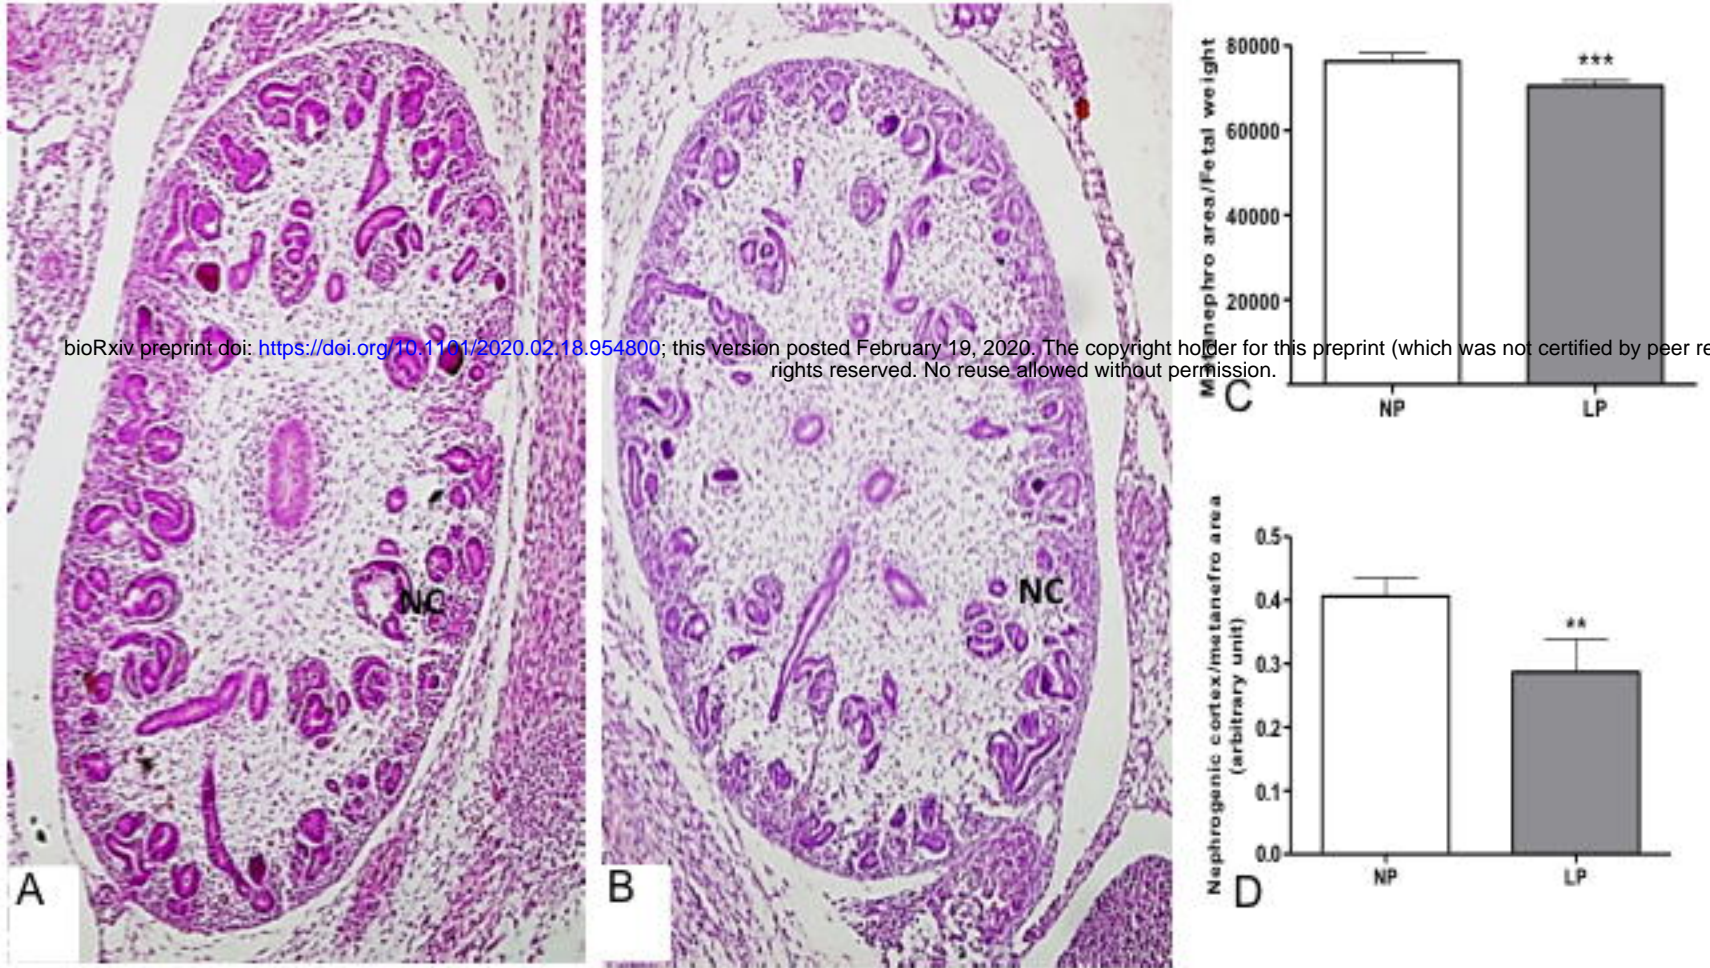 A
NC
B
NC
bioRxiv preprint doi: https://doi.org/10.1101/2020.02.18.954800; this version posted February 19, 2020. The copyright holder for this preprint (which was not certified by peer re
rights reserved. No reuse allowed without permission.
Metanephro area/Fetal weight
80000
60000
40000
20000
***
NP
LP
C
Nephrogenic cortex/metanefro area
(arbitrary unit)
0.5
0.4
0.3
0.2
0.1
0.0
**
NP
LP
D